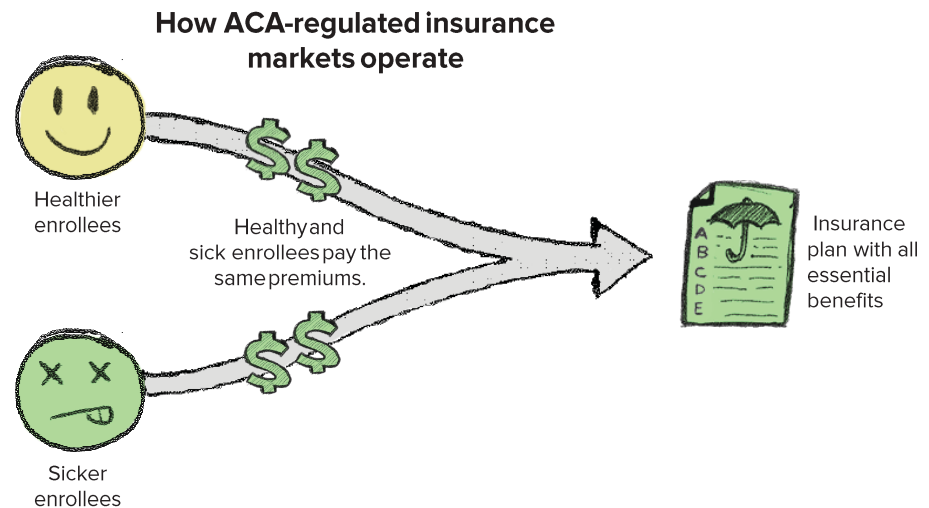 How ACA-regulated insurance
markets operate
Healthier
enrollees
$
$
Healthy and
sick enrollees pay the
same premiums.
A
B
C
D
E
Insurance
plan with all
essential
benefits
$
$
Sicker
enrollees